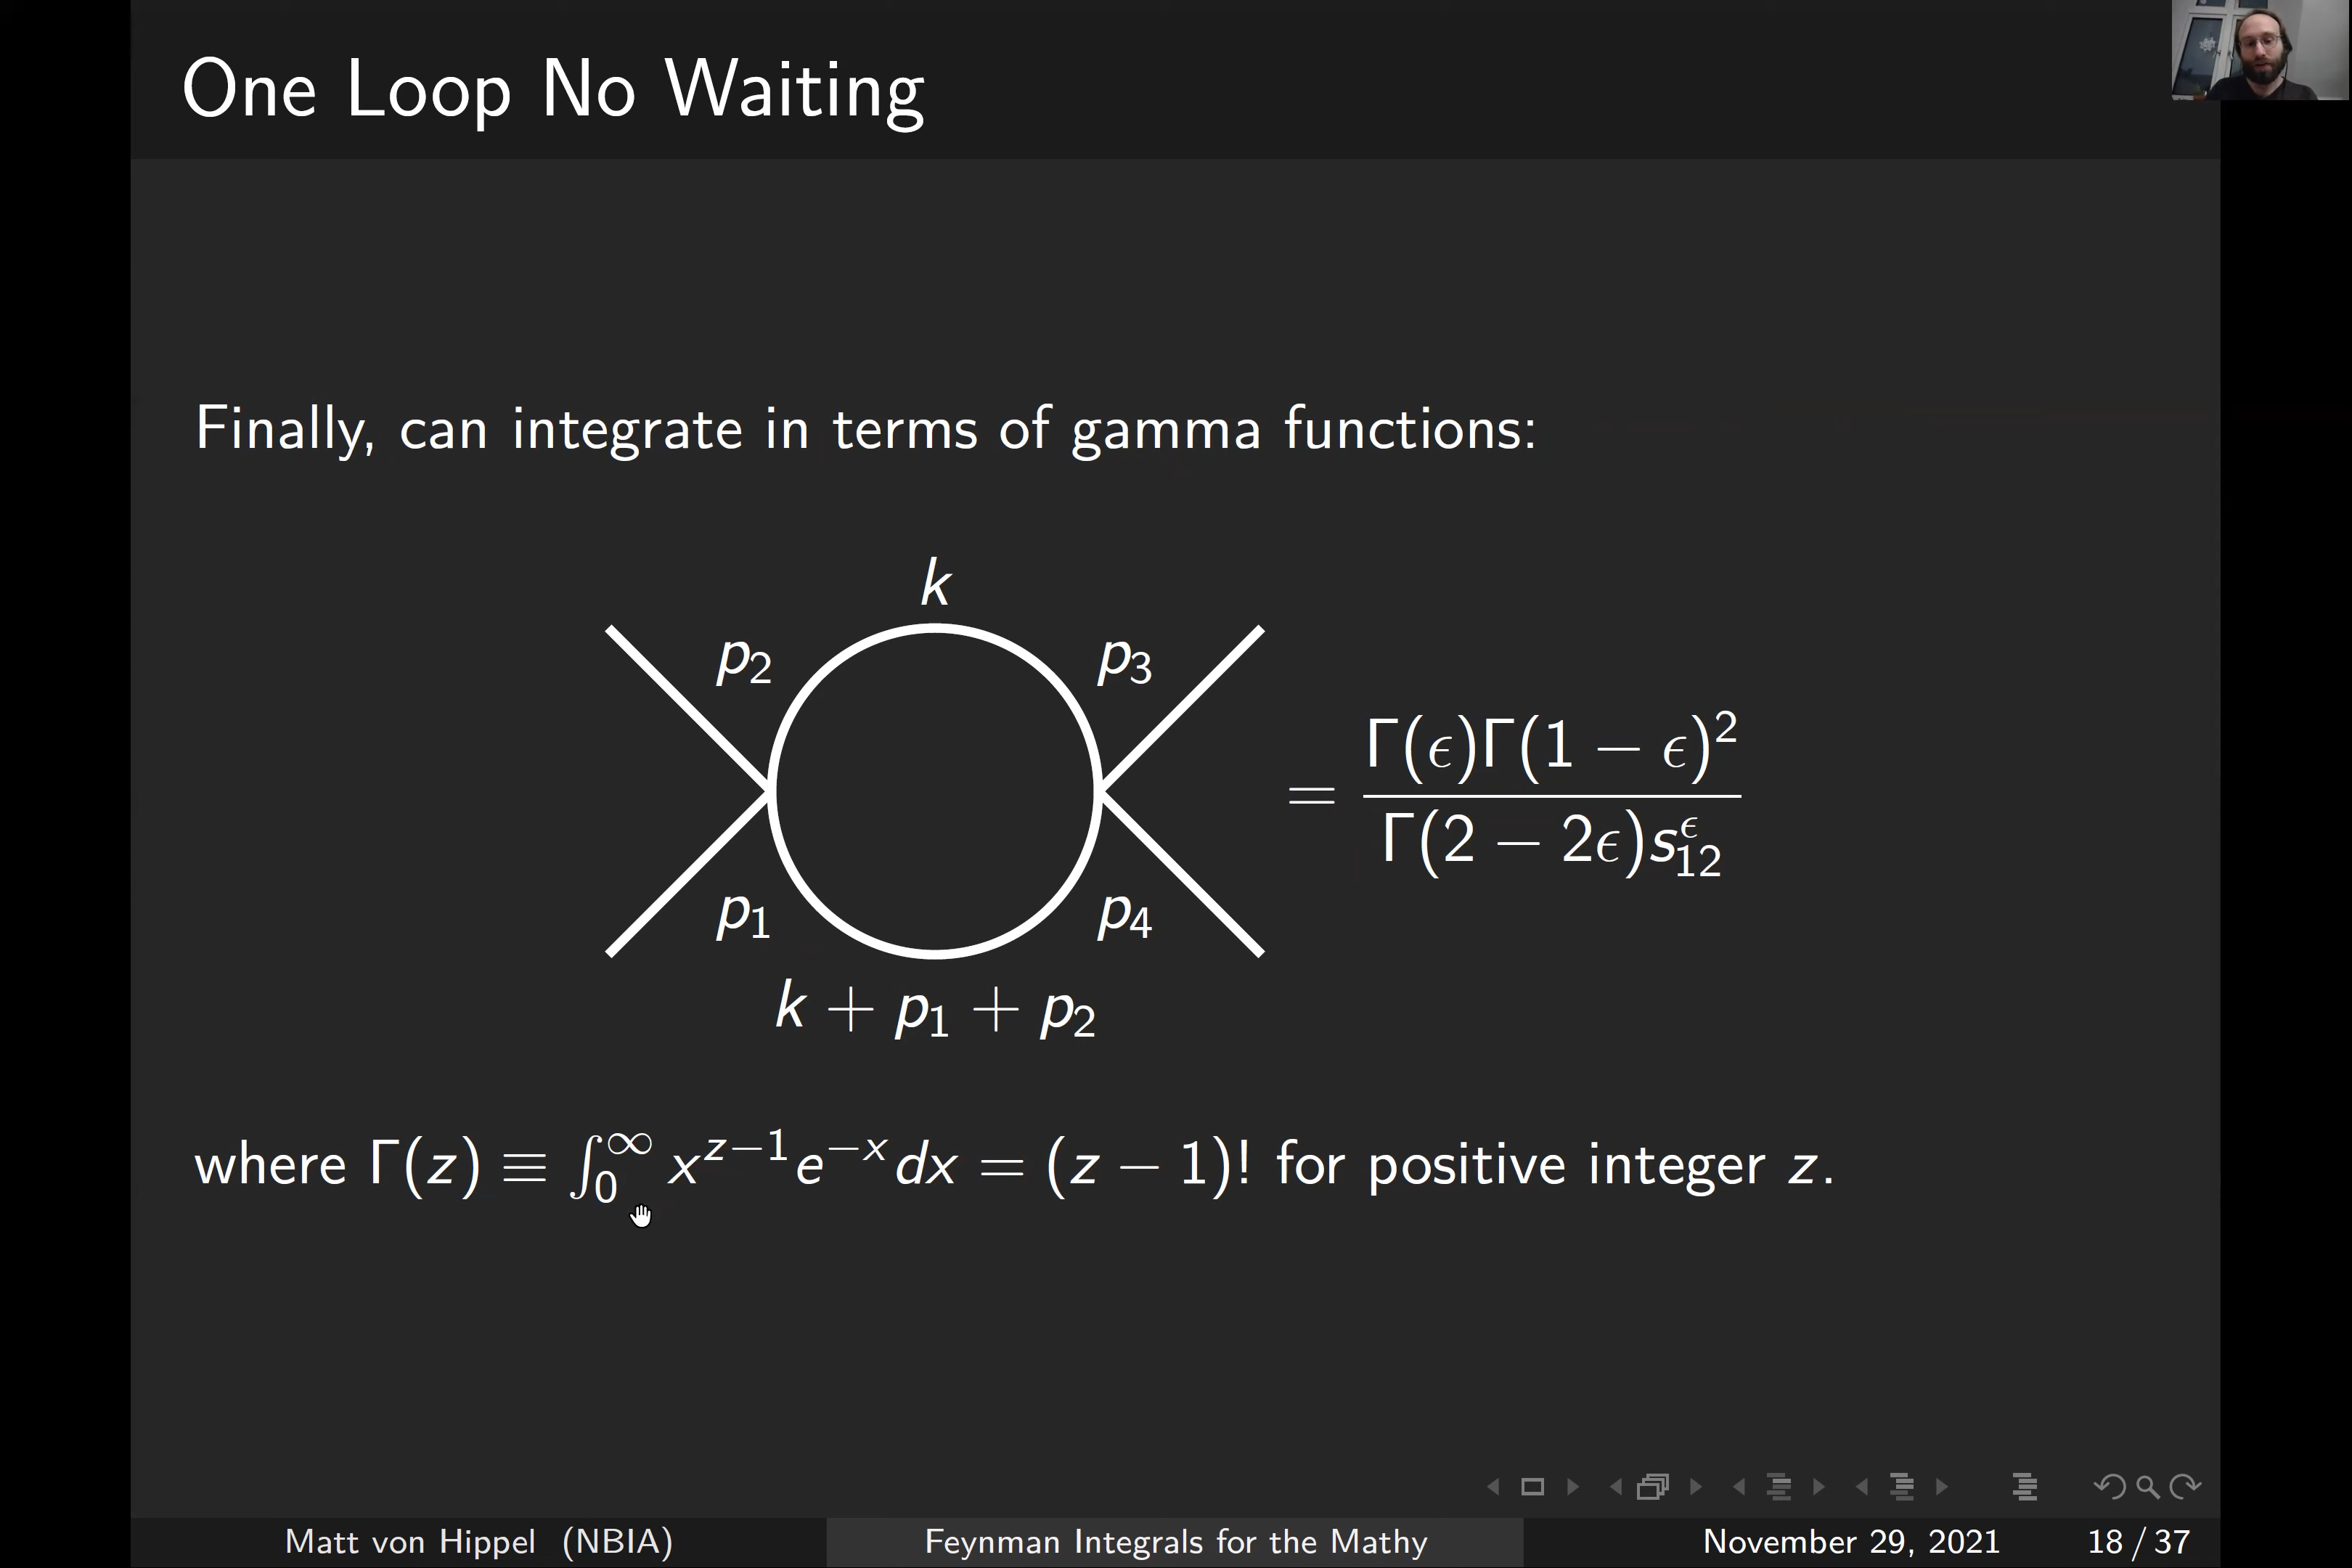 One Loop No Waiting
Finally, can integrate in terms of gamma functions:
k
p₂ p₃
= Γ(ϵ)Γ(1 − ϵ)² / Γ(2 − 2ϵ)s₁₂^ϵ
p₁ p₄
k + p₁ + p₂
where Γ(z) ≡ ∫₀^∞ x^{z−1}e^{−x}dx = (z − 1)! for positive integer z.
Matt von Hippel (NBIA) Feynman Integrals for the Mathy November 29, 2021 18 / 37